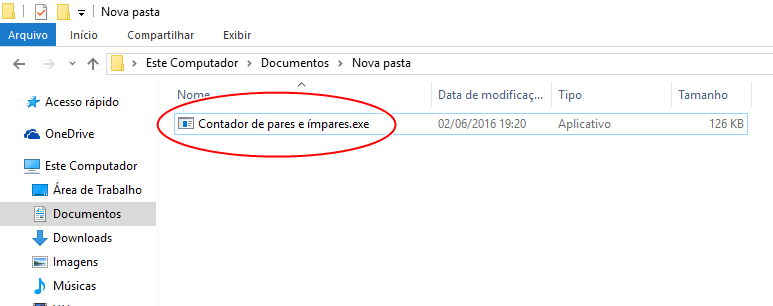 Nova pasta
Arquivo Início Compartilhar Exibir
Este Computador Documentos Nova pasta
Nome Data de modificaç... Tipo Tamanho
Contador de pares e ímpares.exe 02/06/2016 19:20 Aplicativo 126 KB
Acesso rápido
OneDrive
Este Computador
Área de Trabalho
Documentos
Downloads
Imagens
Músicas